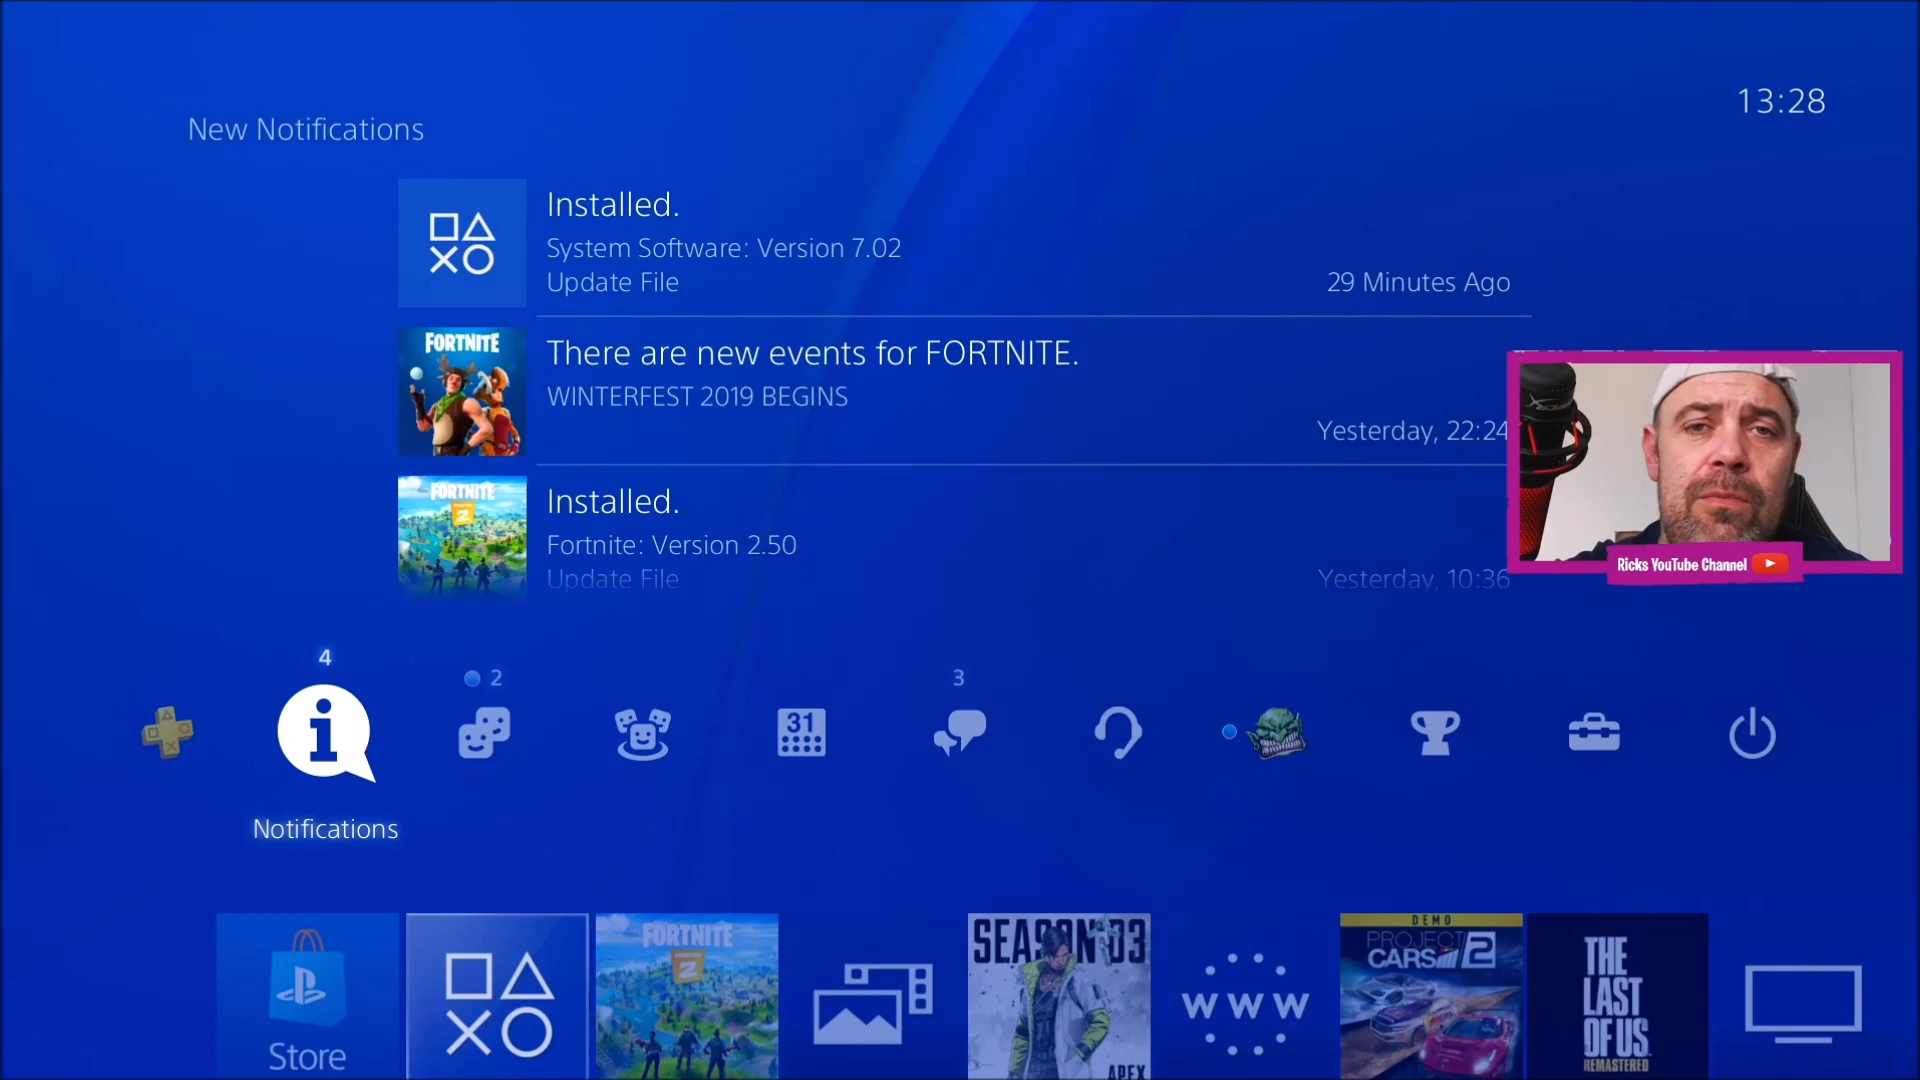 13:28
New Notifications
Installed.
System Software: Version 7.02
Update File
29 Minutes Ago
FORTNITE
There are new events for FORTNITE.
WINTERFEST 2019 BEGINS
Yesterday, 22:24
FORTNITE
2
Installed.
Fortnite: Version 2.50
Update File
Yesterday, 10:36
Ricks YouTube Channel
4
2
3
31
Notifications
Store
FORTNITE
2
SEASON 03
APEX
WWW
DEMO
PROJECT
CARS 2
THE
LAST
OF US
REMASTERED